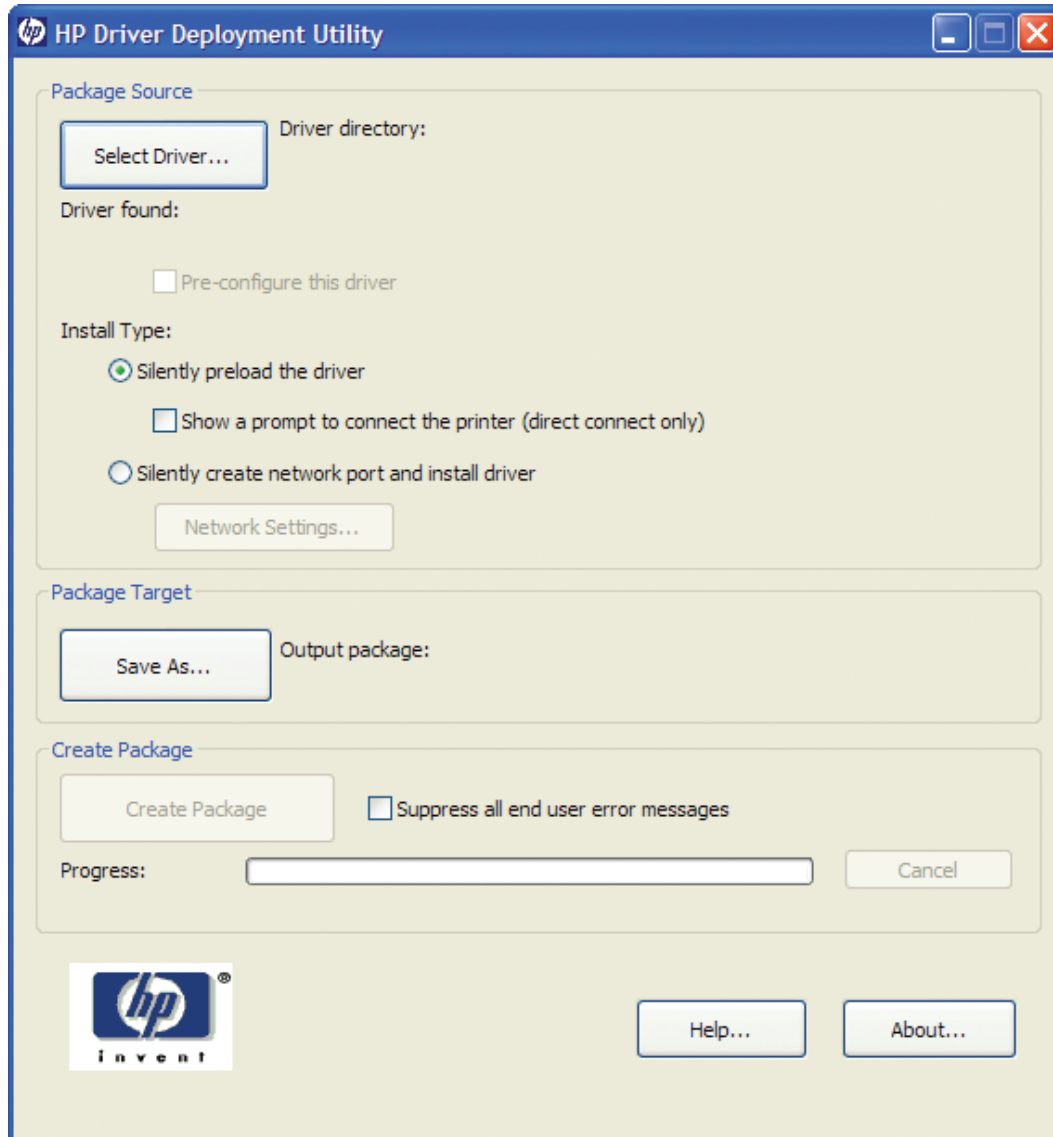 HP Driver Deployment Utility
Package Source
Select Driver...
Driver directory:
Driver found:
Pre-configure this driver
Install Type:
Silently preload the driver
Show a prompt to connect the printer (direct connect only)
Silently create network port and install driver
Network Settings...
Package Target
Save As...
Output package:
Create Package
Create Package
Suppress all end user error messages
Progress:
Cancel
hp®
invent
Help...
About...